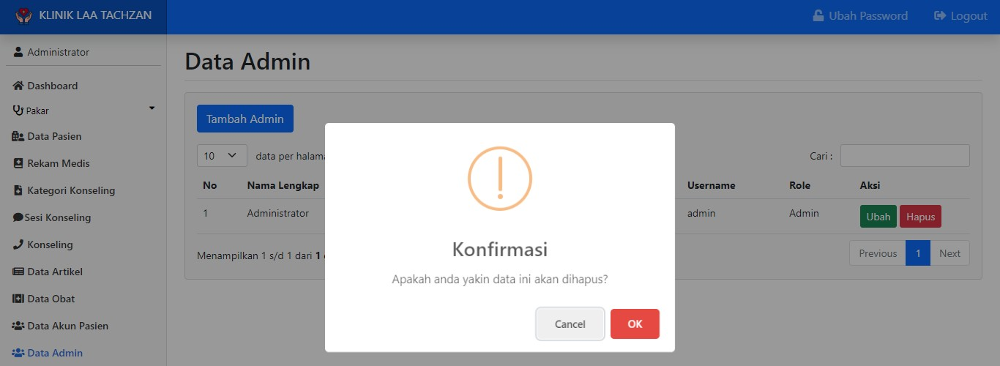 KLINIK LAA TACHZAN
Ubah Password
Logout
Administrator
Dashboard
Pakar
Data Pasien
Rekam Medis
Kategori Konseling
Sesi Konseling
Konseling
Data Artikel
Data Obat
Data Akun Pasien
Data Admin
Data Admin
Tambah Admin
10 data per
Cari :
No Nama Lengkap Username Role Aksi
1 Administrator admin Admin Ubah Hapus
Menampilkan 1 s/d 1 dari 1
Previous 1 Next
Konfirmasi
Apakah anda yakin data ini akan dihapus?
Cancel OK